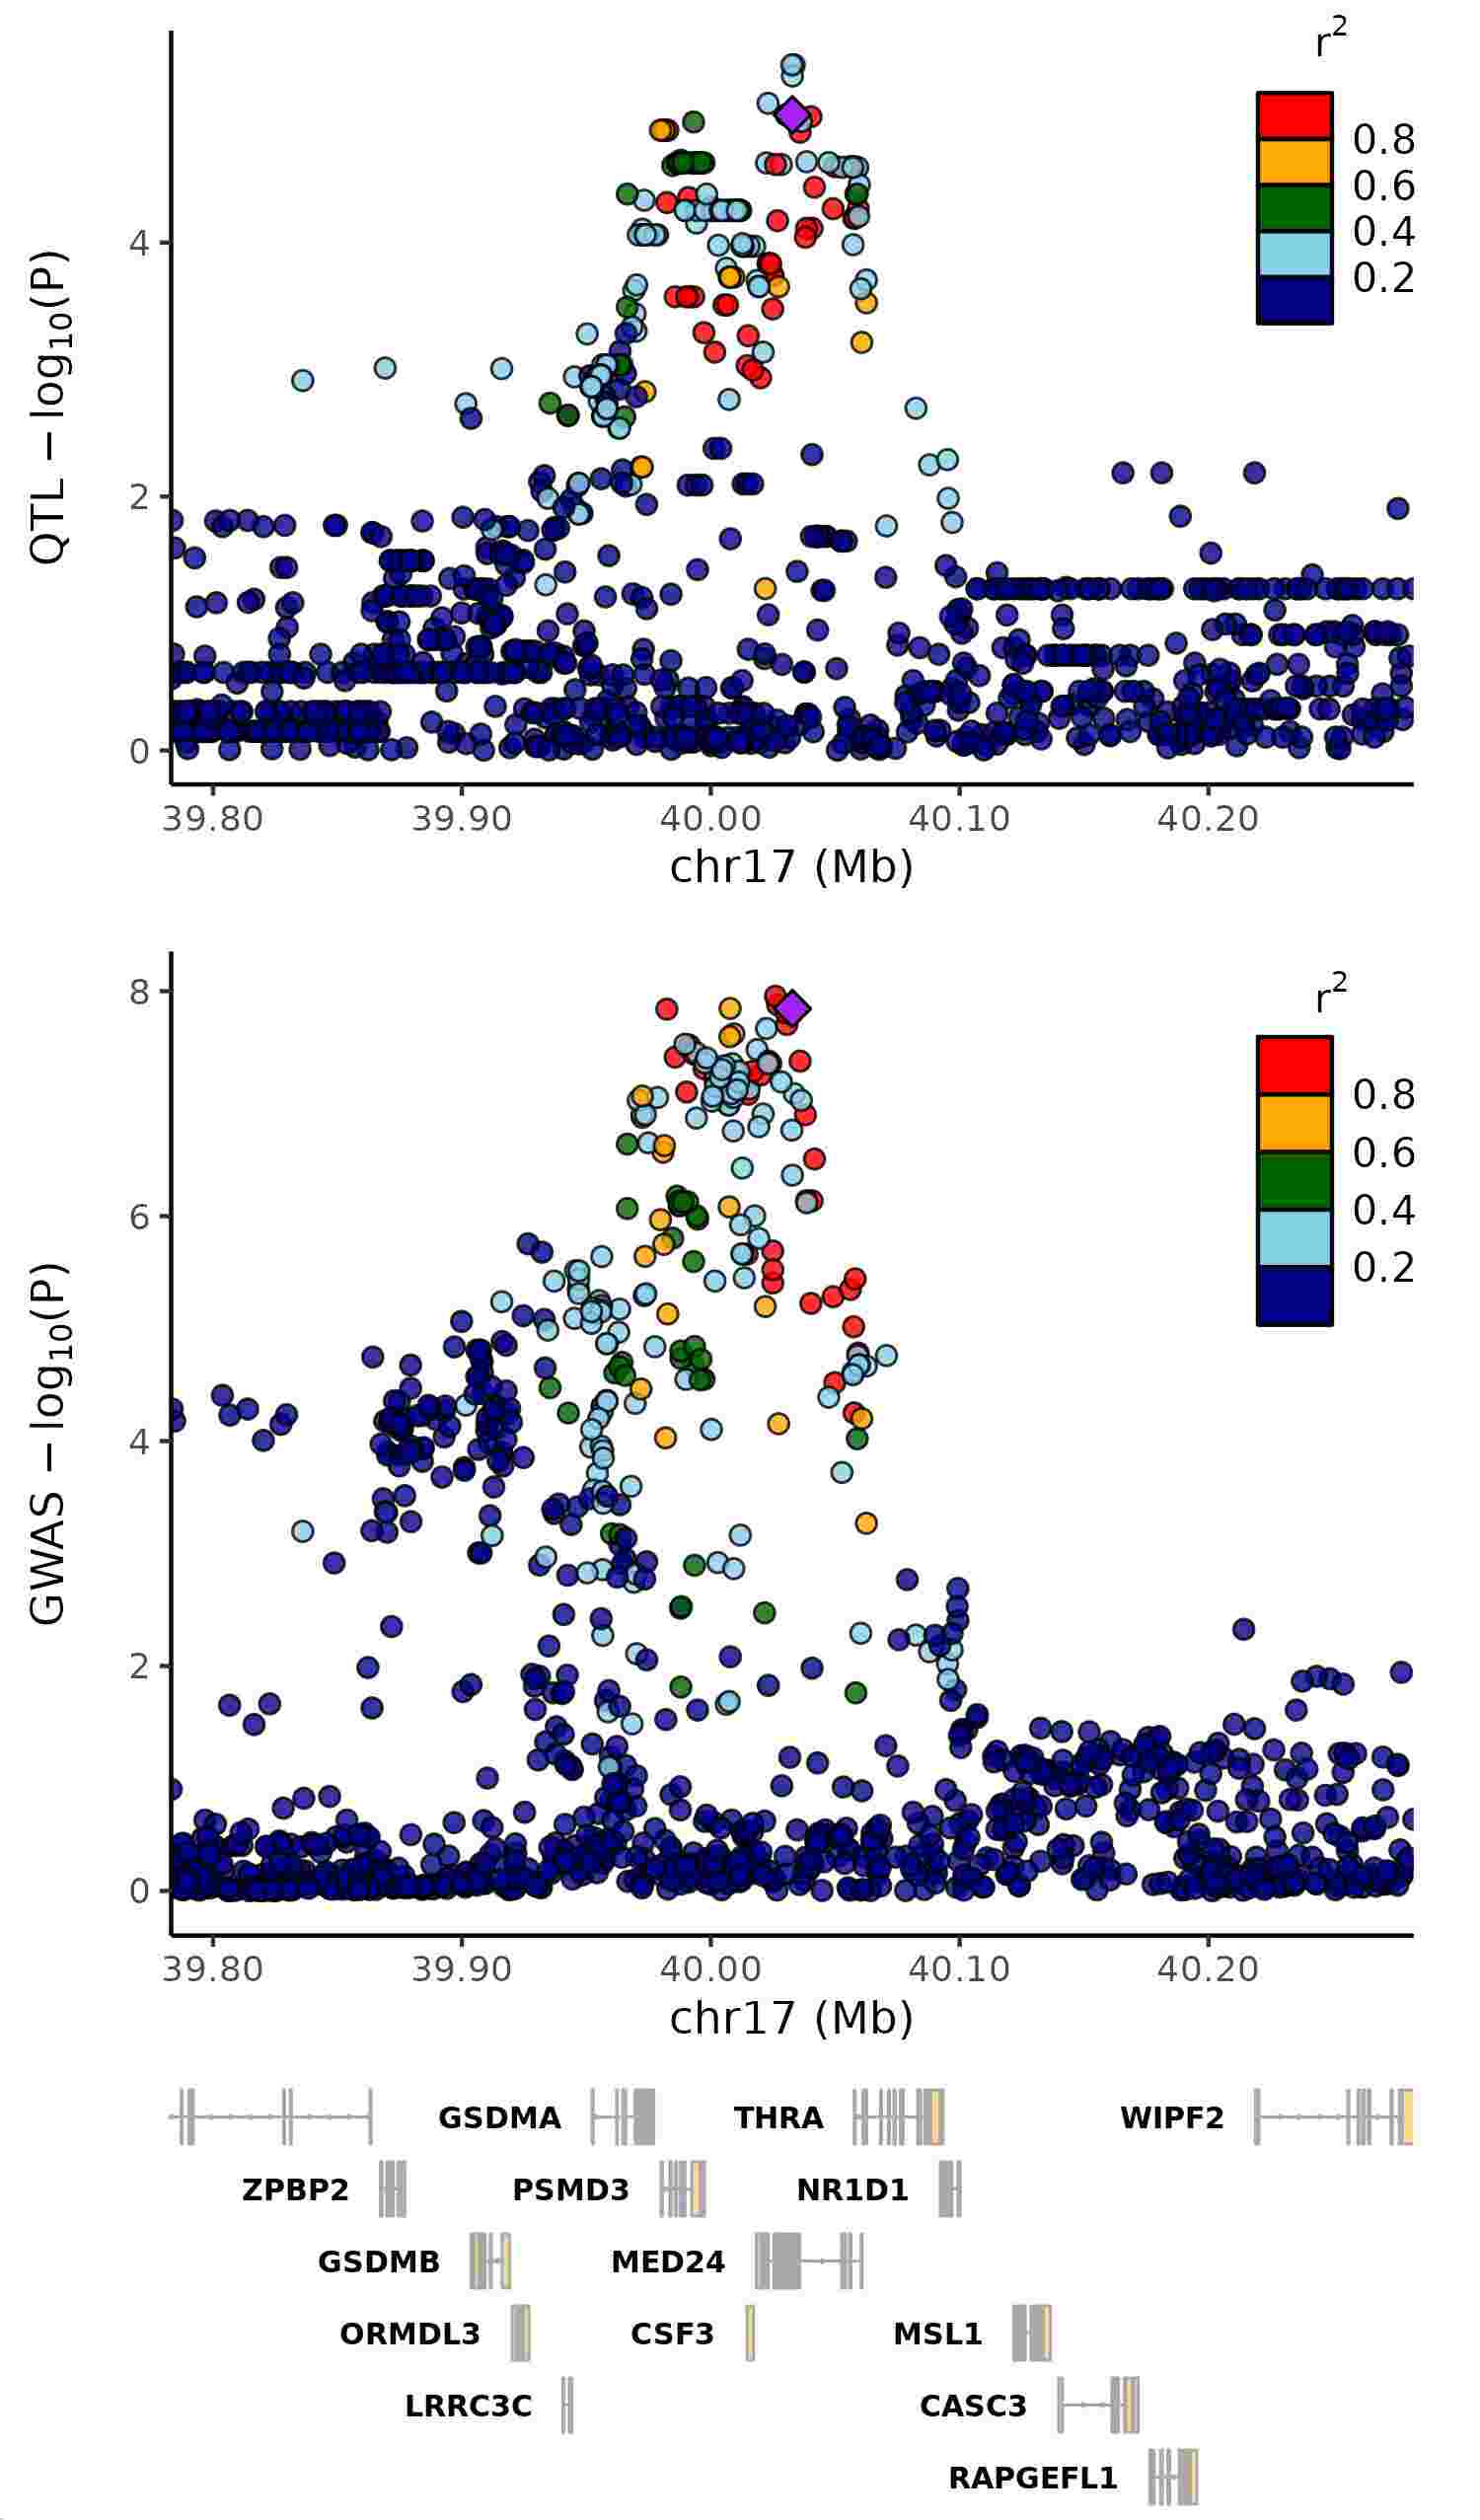 r2
0.8
0.6
0.4
0.2
QTL − log10(P)
4
2
0
39.80 39.90 40.00 40.10 40.20
chr17 (Mb)
r2
0.8
0.6
0.4
0.2
GWAS − log10(P)
8
6
4
2
0
39.80 39.90 40.00 40.10 40.20
chr17 (Mb)
GSDMA THRA WIPF2
ZPBP2 PSMD3 NR1D1
GSDMB MED24
ORMDL3 CSF3 MSL1
LRRC3C CASC3
RAPGEFL1